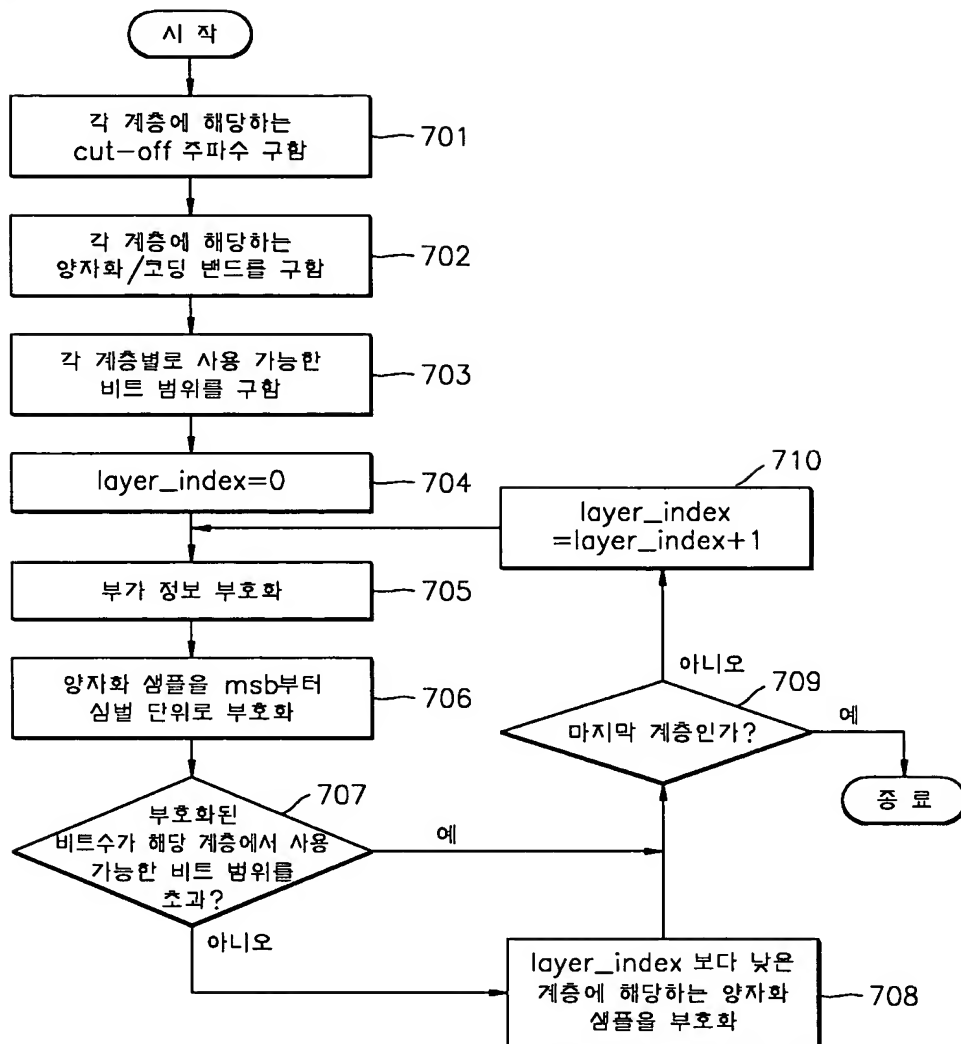 시 작
각 계층에 해당하는
cut-off 주파수 구함
701
각 계층에 해당하는
양자화/코딩 밴드를 구함
702
각 계층별로 사용 가능한
비트 범위를 구함
703
layer_index=0
704
710
layer_index
=layer_index+1
부가 정보 부호화
705
양자화 샘플을 msb부터
심벌 단위로 부호화
706
아니오
709
마지막 계층인가?
예
종 료
707
부호화된
비트수가 해당 계층에서 사용
가능한 비트 범위를
초과?
예
아니오
layer_index 보다 낮은
계층에 해당하는 양자화
샘플을 부호화
708